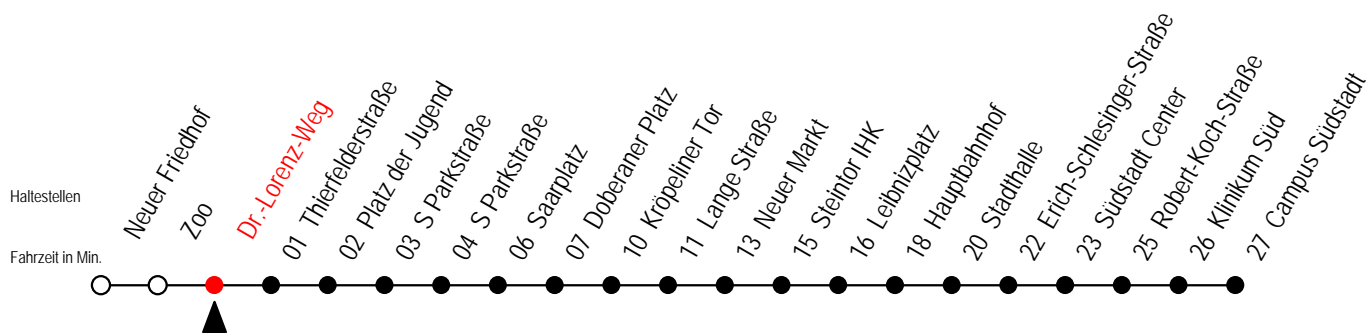 Haltestellen
Fahrzeit in Min.
Neuer Friedhof
Zoo
Dr.-Lorenz-Weg
01 Thierfelderstraße
02 Platz der Jugend
03 S Parkstraße
04 S Parkstraße
06 Saarplatz
07 Doberaner Platz
10 Kröpeliner Tor
11 Lange Straße
13 Neuer Markt
15 Steintor IHK
16 Leibnizplatz
18 Hauptbahnhof
20 Stadthalle
22 Erich-Schlesinger-Straße
23 Südstadt Center
25 Robert-Koch-Straße
26 Klinikum Süd
27 Campus Südstadt